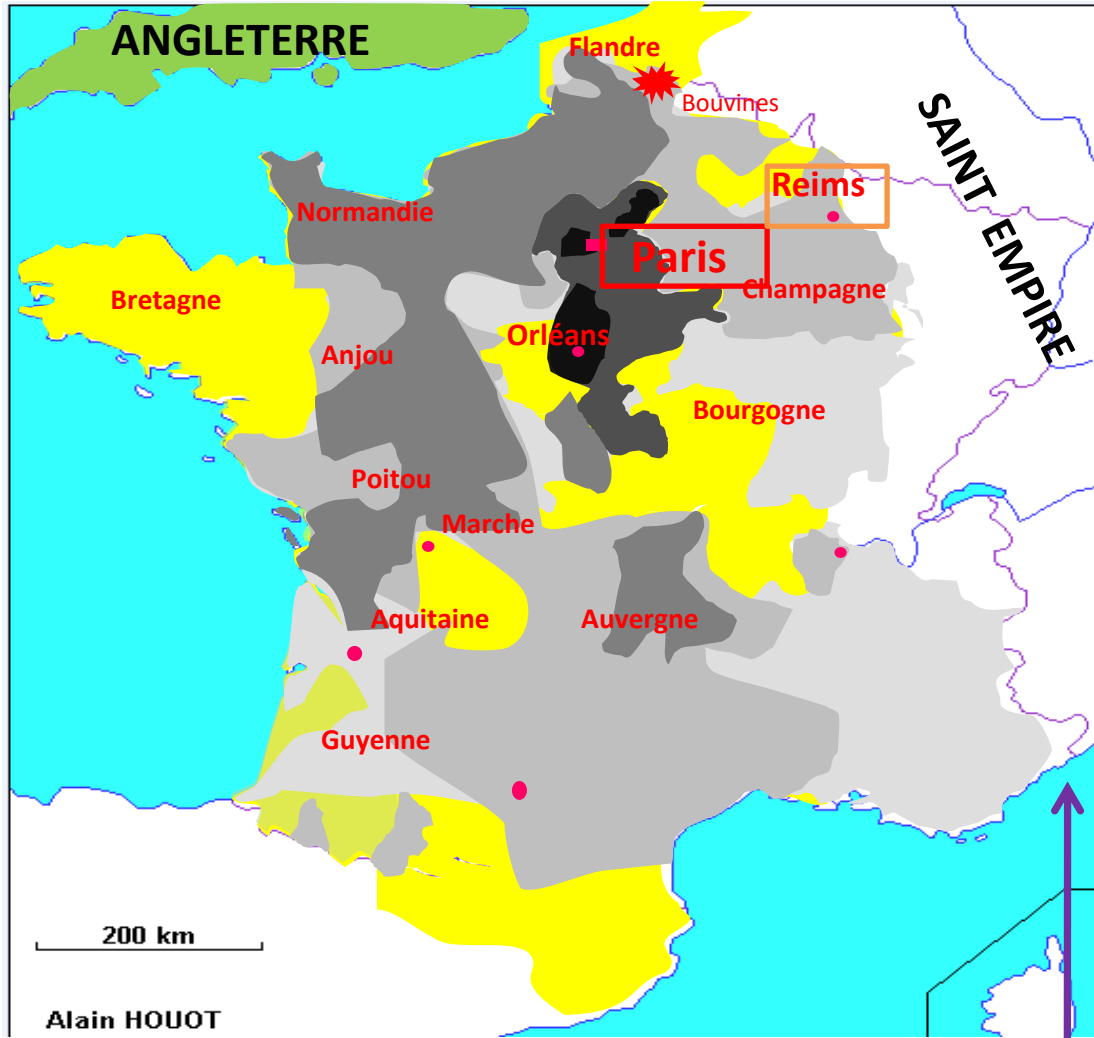 ANGLETERRE
Flandre
Bouvines
SAINT EMPIRE
Reims
Normandie
Paris
Champagne
Bretagne
Orléans
Anjou
Bourgogne
Poitou
Marche
Aquitaine
Auvergne
Guyenne
200 km
Alain HOUOT